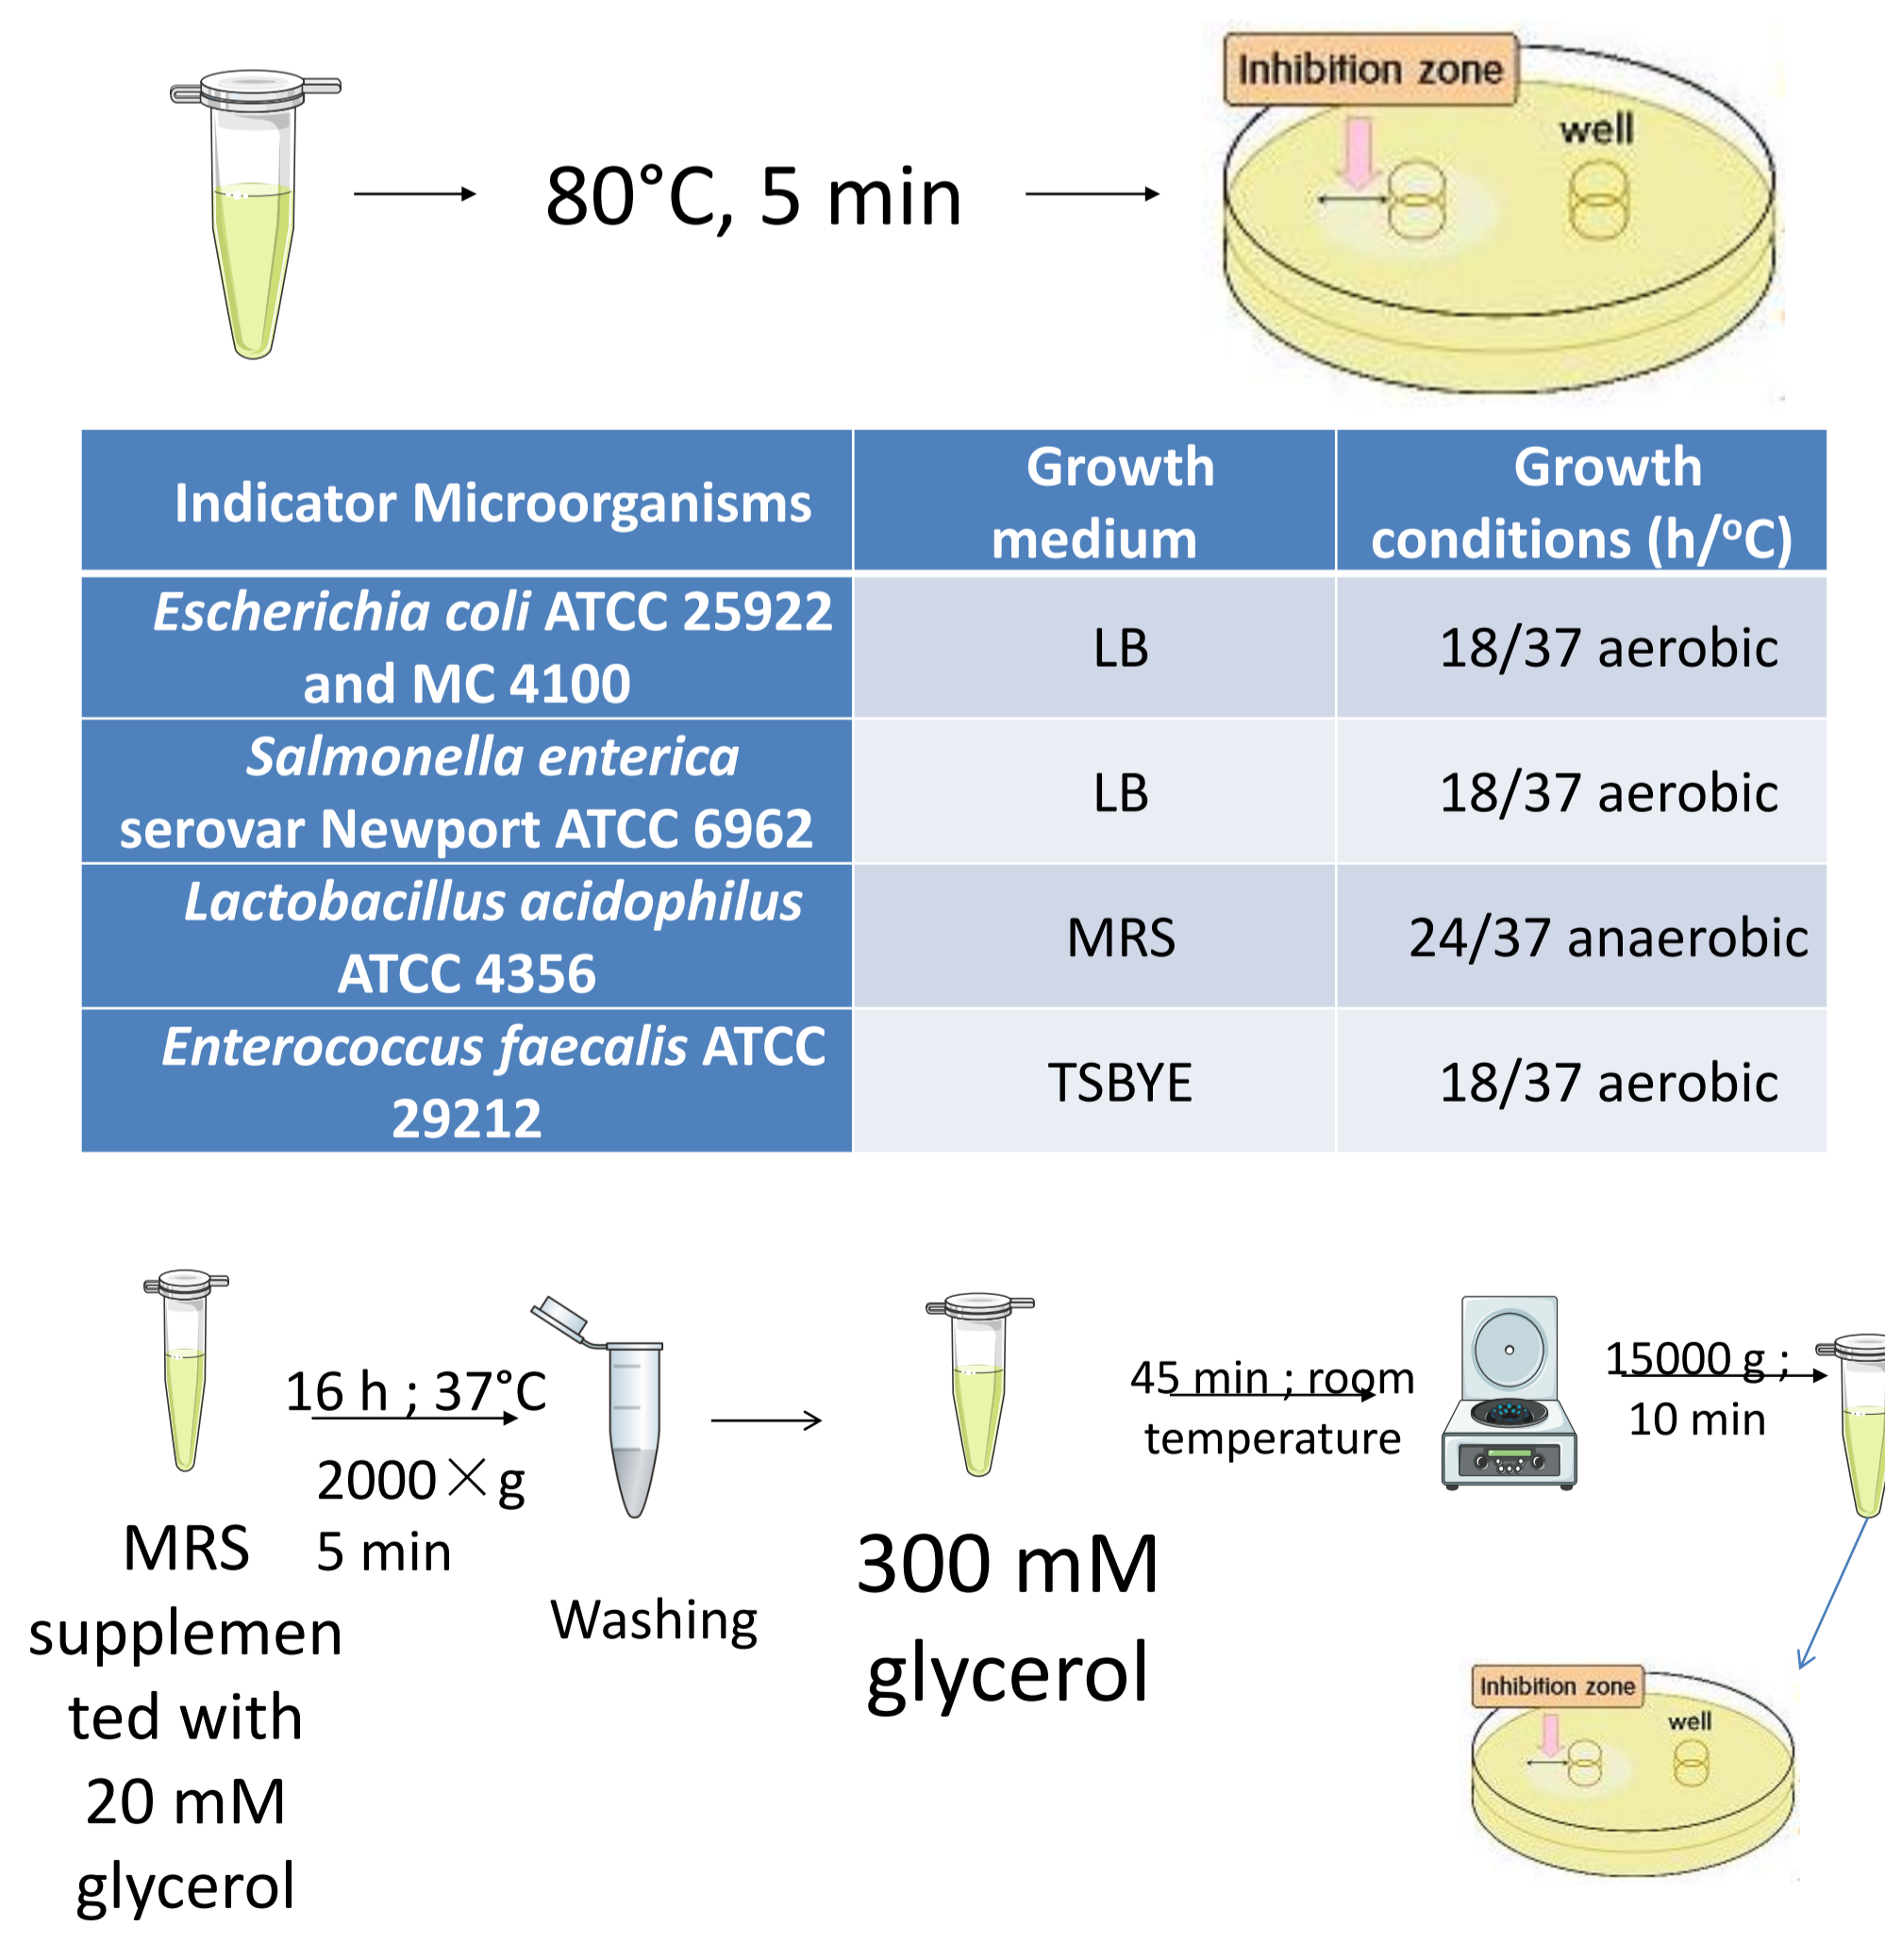 Inhibition zone
well
80°C, 5 min
Indicator Microorganisms
Growth
medium
Growth
conditions (h/°C)
Escherichia coli ATCC 25922
and MC 4100
LB
18/37 aerobic
Salmonella enterica
serovar Newport ATCC 6962
LB
18/37 aerobic
Lactobacillus acidophilus
ATCC 4356
MRS
24/37 anaerobic
Enterococcus faecalis ATCC
29212
TSBYE
18/37 aerobic
16 h ; 37°C
2000×g
5 min
MRS
supplemen
ted with
20 mM
glycerol
Washing
300 mM
glycerol
45 min ; room
temperature
15000 g ;
10 min
Inhibition zone
well